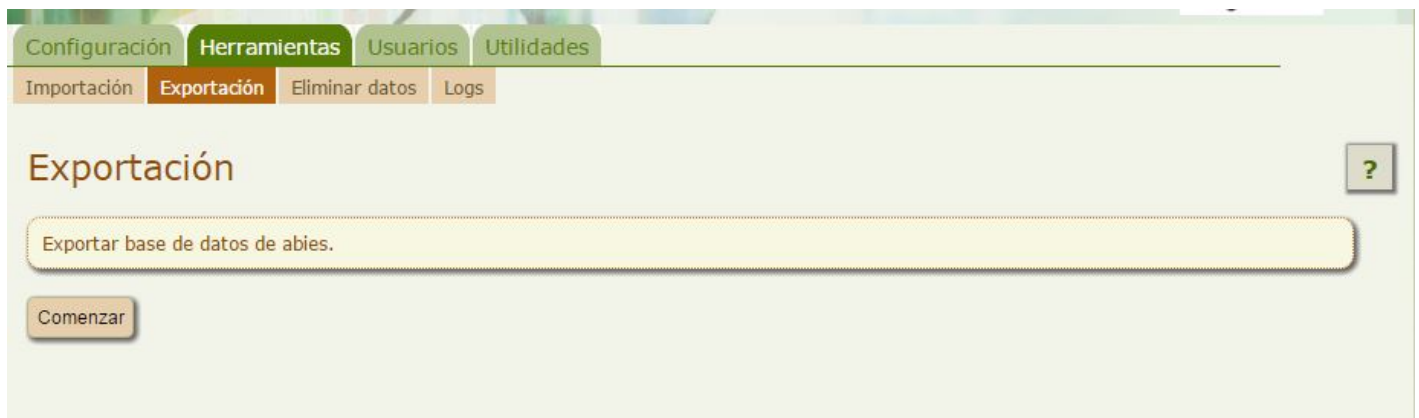 Configuración Herramientas Usuarios Utilidades
Importación Exportación Eliminar datos Logs
Exportación
?
Exportar base de datos de abies.
Comenzar